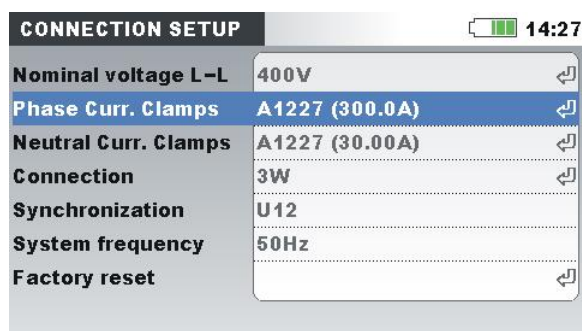 CONNECTION SETUP 14:27
Nominal voltage L-L 400V
Phase Curr. Clamps A1227 (300.0A)
Neutral Curr. Clamps A1227 (30.00A)
Connection 3W
Synchronization U12
System frequency 50Hz
Factory reset